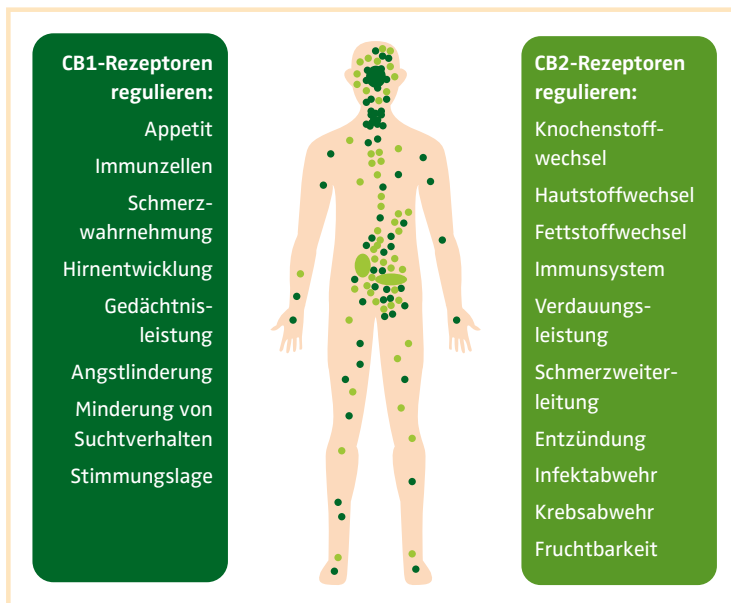 CB1-Rezeptoren
regulieren:
Appetit
Immunzellen
Schmerz-
wahrnehmung
Hirnentwicklung
Gedächtnis-
leistung
Angstlinderung
Minderung von
Suchtverhalten
Stimmungslage
CB2-Rezeptoren
regulieren:
Knochenstoff-
wechsel
Hautstoffwechsel
Fettstoffwechsel
Immunsystem
Verdauungs-
leistung
Schmerzweiter-
leitung
Entzündung
Infektabwehr
Krebsabwehr
Fruchtbarkeit